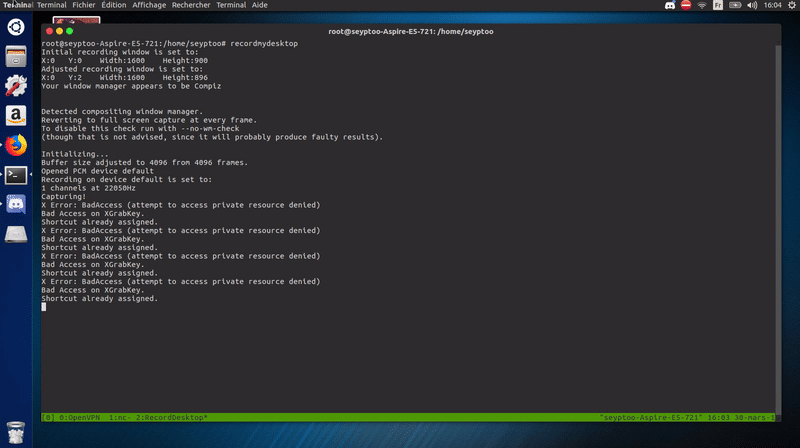 Terminal Terminal Fichier Édition Affichage Rechercher Terminal Aide
Fr
16:04
root@seyptoo-Aspire-E5-721: /home/seyptoo
root@seyptoo-Aspire-E5-721:/home/seyptoo# recordmydesktop
Initial recording window is set to:
X:0 Y:0 Width:1600 Height:900
Adjusted recording window is set to:
X:0 Y:2 Width:1600 Height:896
Your window manager appears to be Compiz
Detected compositing window manager.
Reverting to full screen capture at every frame.
To disable this check run with --no-wm-check
(though that is not advised, since it will probably produce faulty results).
Initializing...
Buffer size adjusted to 4096 from 4096 frames.
Opened PCM device default
Recording on device default is set to:
1 channels at 22050Hz
Capturing!
X Error: BadAccess (attempt to access private resource denied)
Bad Access on XGrabKey.
Shortcut already assigned.
X Error: BadAccess (attempt to access private resource denied)
Bad Access on XGrabKey.
Shortcut already assigned.
X Error: BadAccess (attempt to access private resource denied)
Bad Access on XGrabKey.
Shortcut already assigned.
X Error: BadAccess (attempt to access private resource denied)
Bad Access on XGrabKey.
Shortcut already assigned.
[0] 0:OpenVPN 1:nc- 2:RecordDesktop*
"seyptoo-Aspire-E5-721" 16:03 30-mars-1